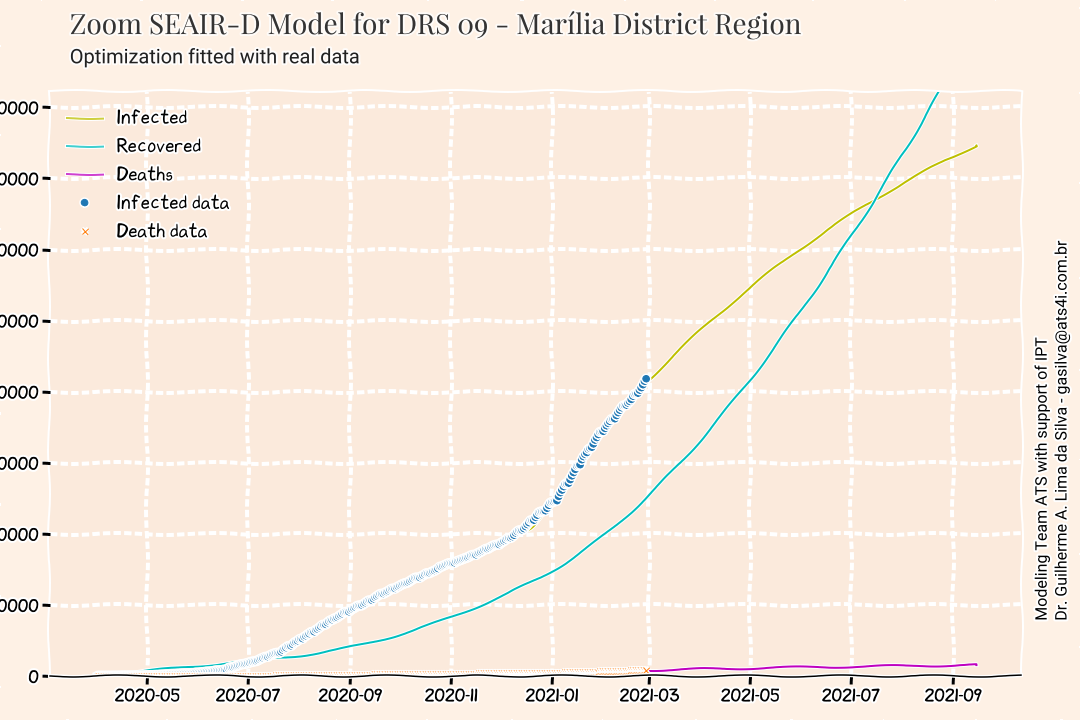 Zoom SEAIR-D Model for DRS 09 - Marília District Region
Optimization fitted with real data
Infected
Recovered
Deaths
Infected data
Death data
0
2020-05
2020-07
2020-09
2020-11
2021-01
2021-03
2021-05
2021-07
2021-09
Modeling Team ATS with support of IPT
Dr. Guilherme A. Lima da Silva - gasilva@ats4i.com.br